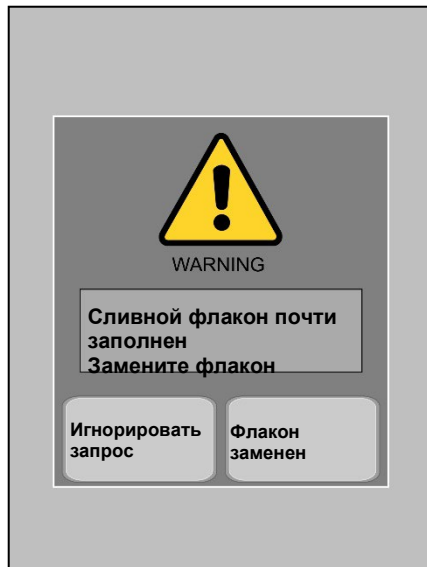 WARNING
Сливной флакон почти
заполнен
Замените флакон
Игнорировать
запрос
Флакон
заменен